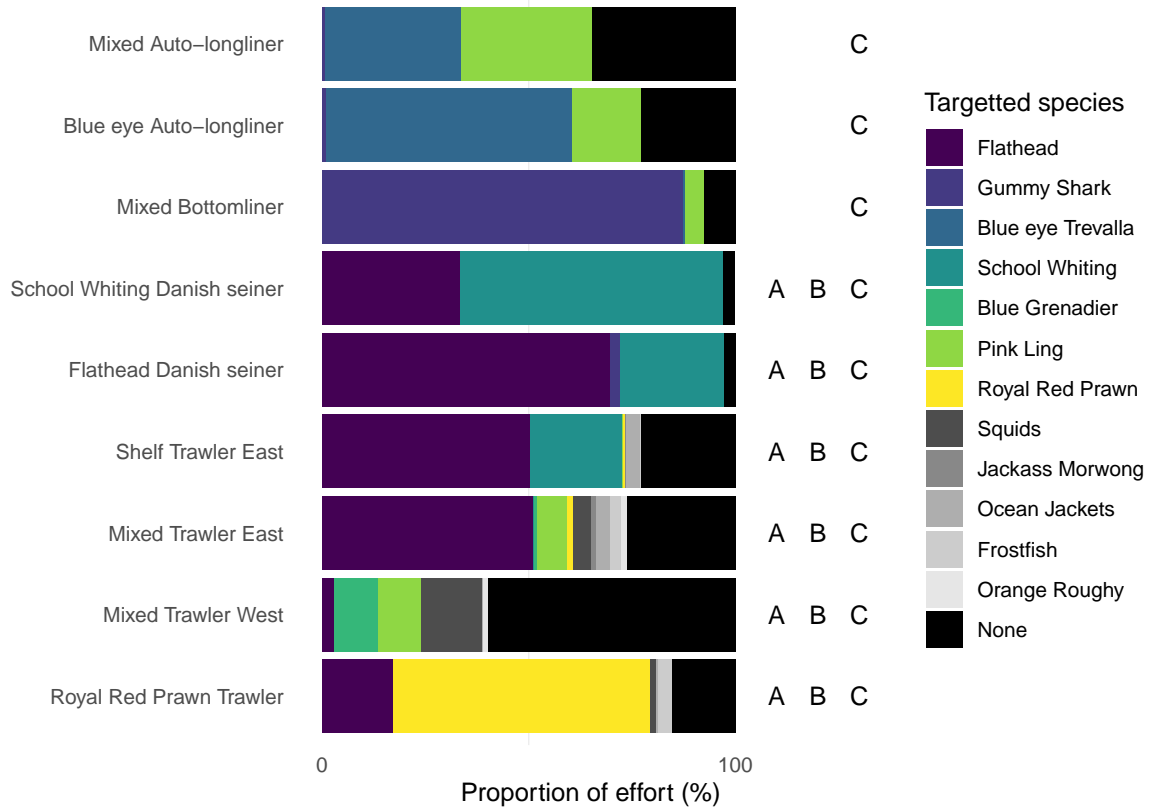 Mixed Auto−longliner C
Blue eye Auto−longliner C
Mixed Bottomliner C
School Whiting Danish seiner A B C
Flathead Danish seiner A B C
Shelf Trawler East A B C
Mixed Trawler East A B C
Mixed Trawler West A B C
Royal Red Prawn Trawler A B C
0 100
Proportion of effort (%)
Targetted species
Flathead
Gummy Shark
Blue eye Trevalla
School Whiting
Blue Grenadier
Pink Ling
Royal Red Prawn
Squids
Jackass Morwong
Ocean Jackets
Frostfish
Orange Roughy
None